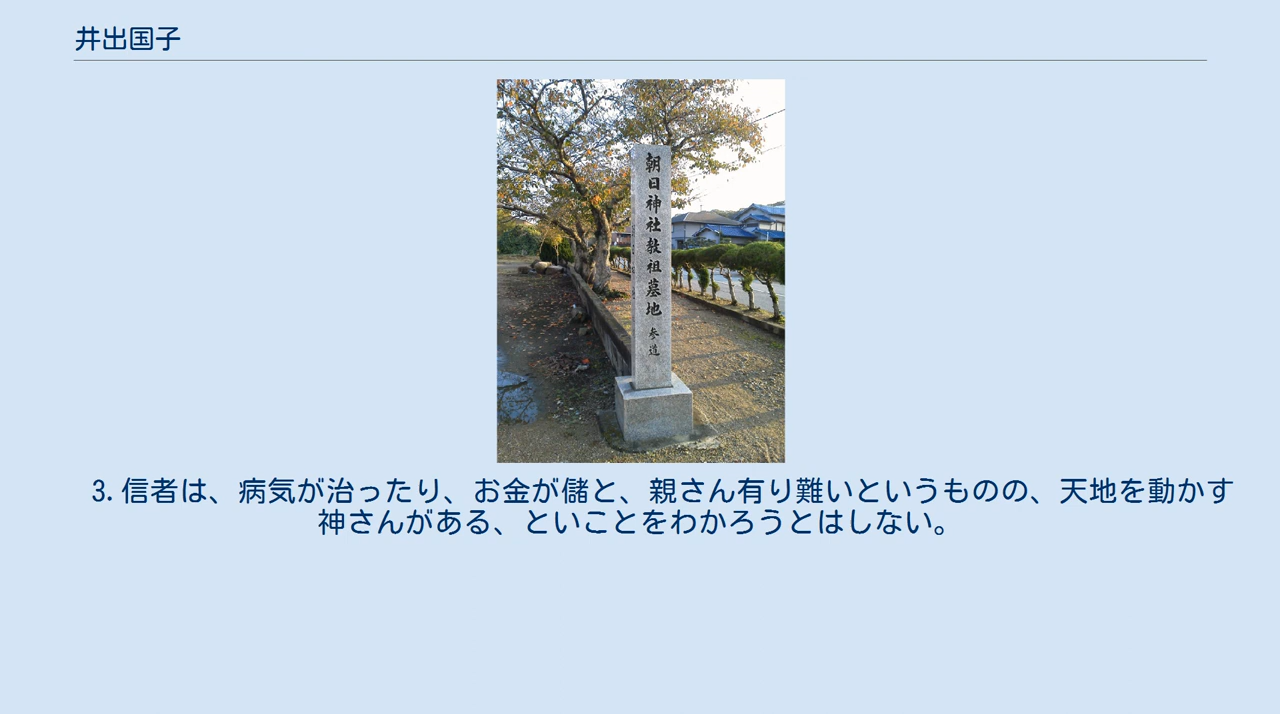 井出国子
朝日神社教祖墓地 参道
3.信者は、病気が治ったり、お金が儲と、親さん有り難いというものの、天地を動かす
神さんがある、といことをわかろうとはしない。